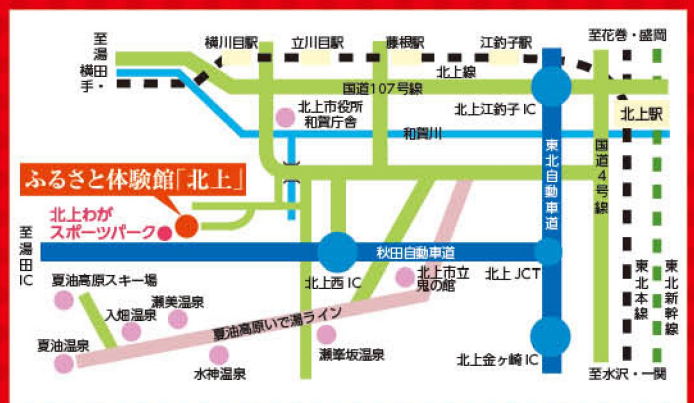 至花巻・盛岡
至湯
横田
手・
横川目駅
立川目駅
藤根駅
江釣子駅
北上線
国道107号線
北上江釣子IC
北上駅
北上市役所
和賀庁舎
和賀川
ふるさと体験館「北上」
北上わが
スポーツパーク
東北自動車道
国道4号線
至湯田IC
秋田自動車道
北上西IC
北上市立
鬼の館
北上JCT
夏油高原スキー場
入畑温泉
瀬美温泉
夏油高原いで湯ライン
夏油温泉
水神温泉
瀬峯坂温泉
北上金ヶ崎IC
東北本線
東北新幹線
至水沢・一関